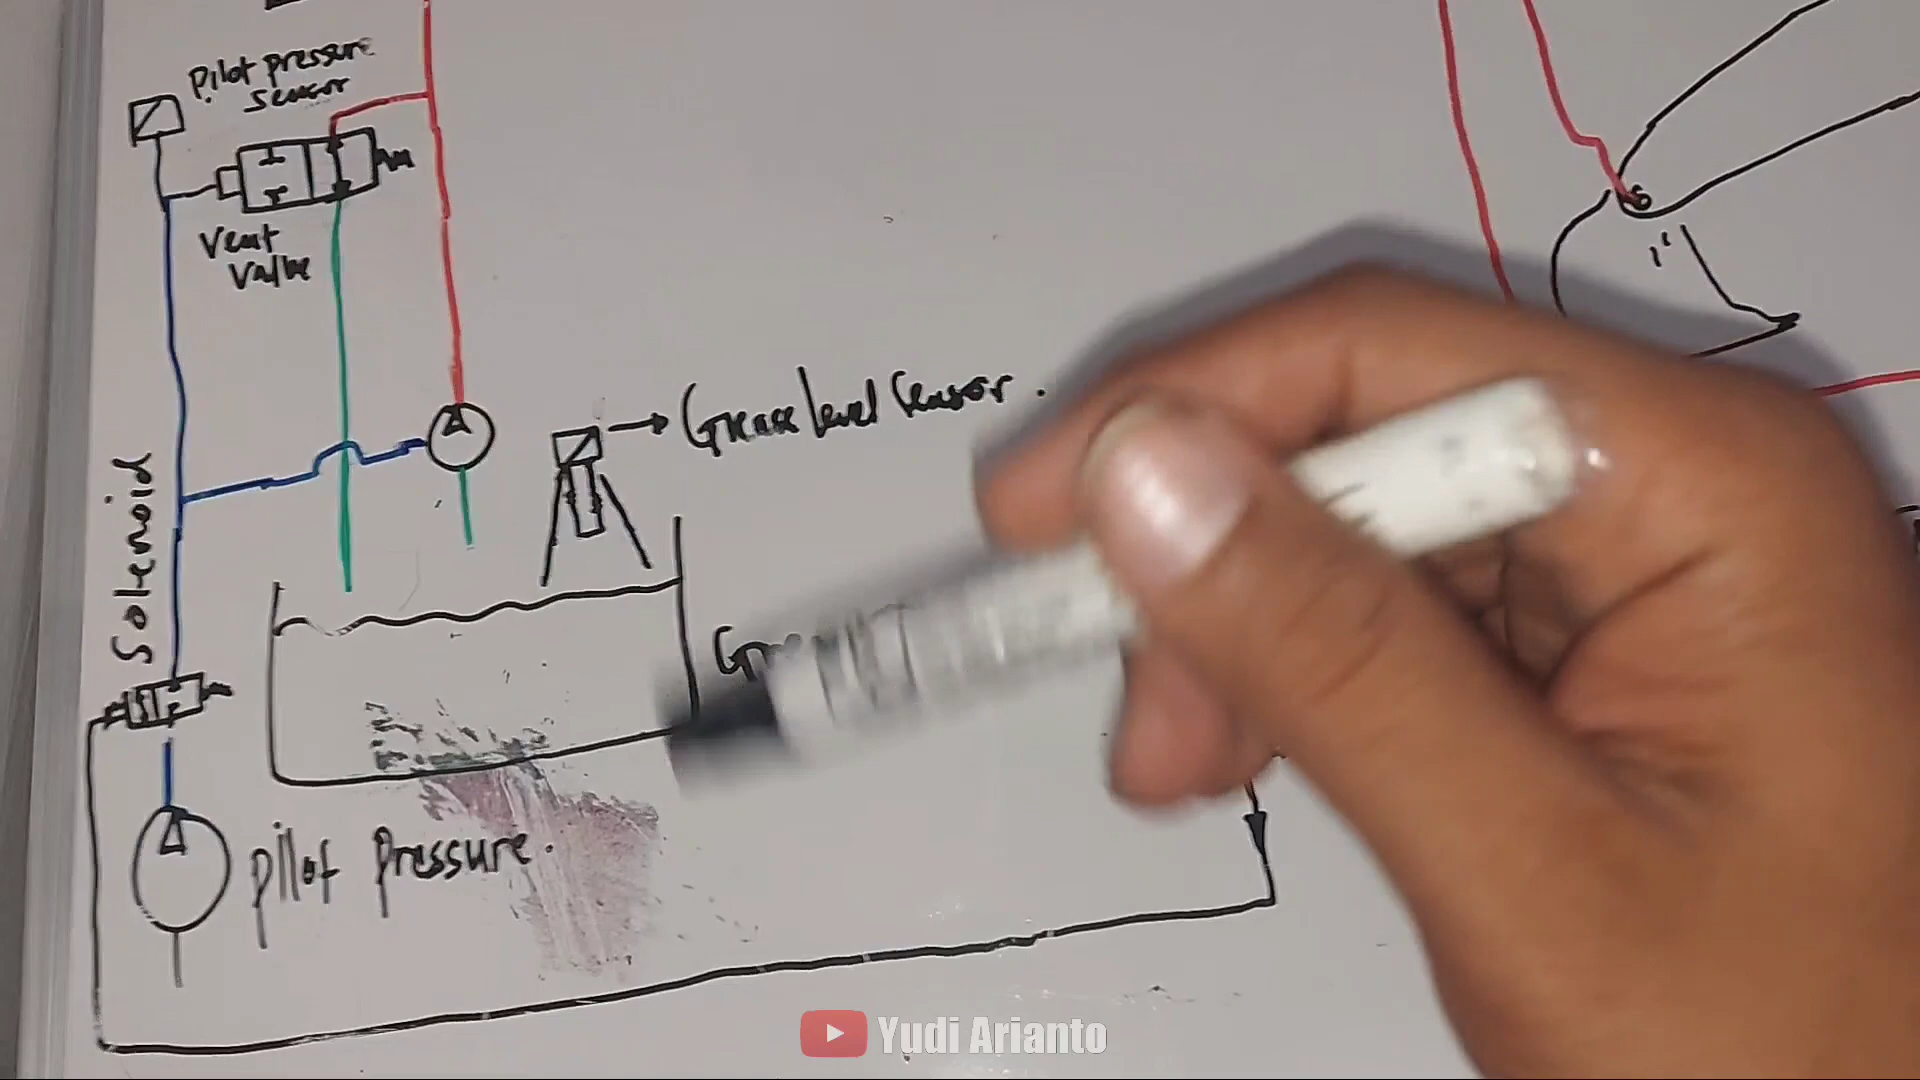 Pilot pressure
sensor
Vent
valve
Grease level sensor.
Solenoid
Pilot Pressure.
Yudi Arianto